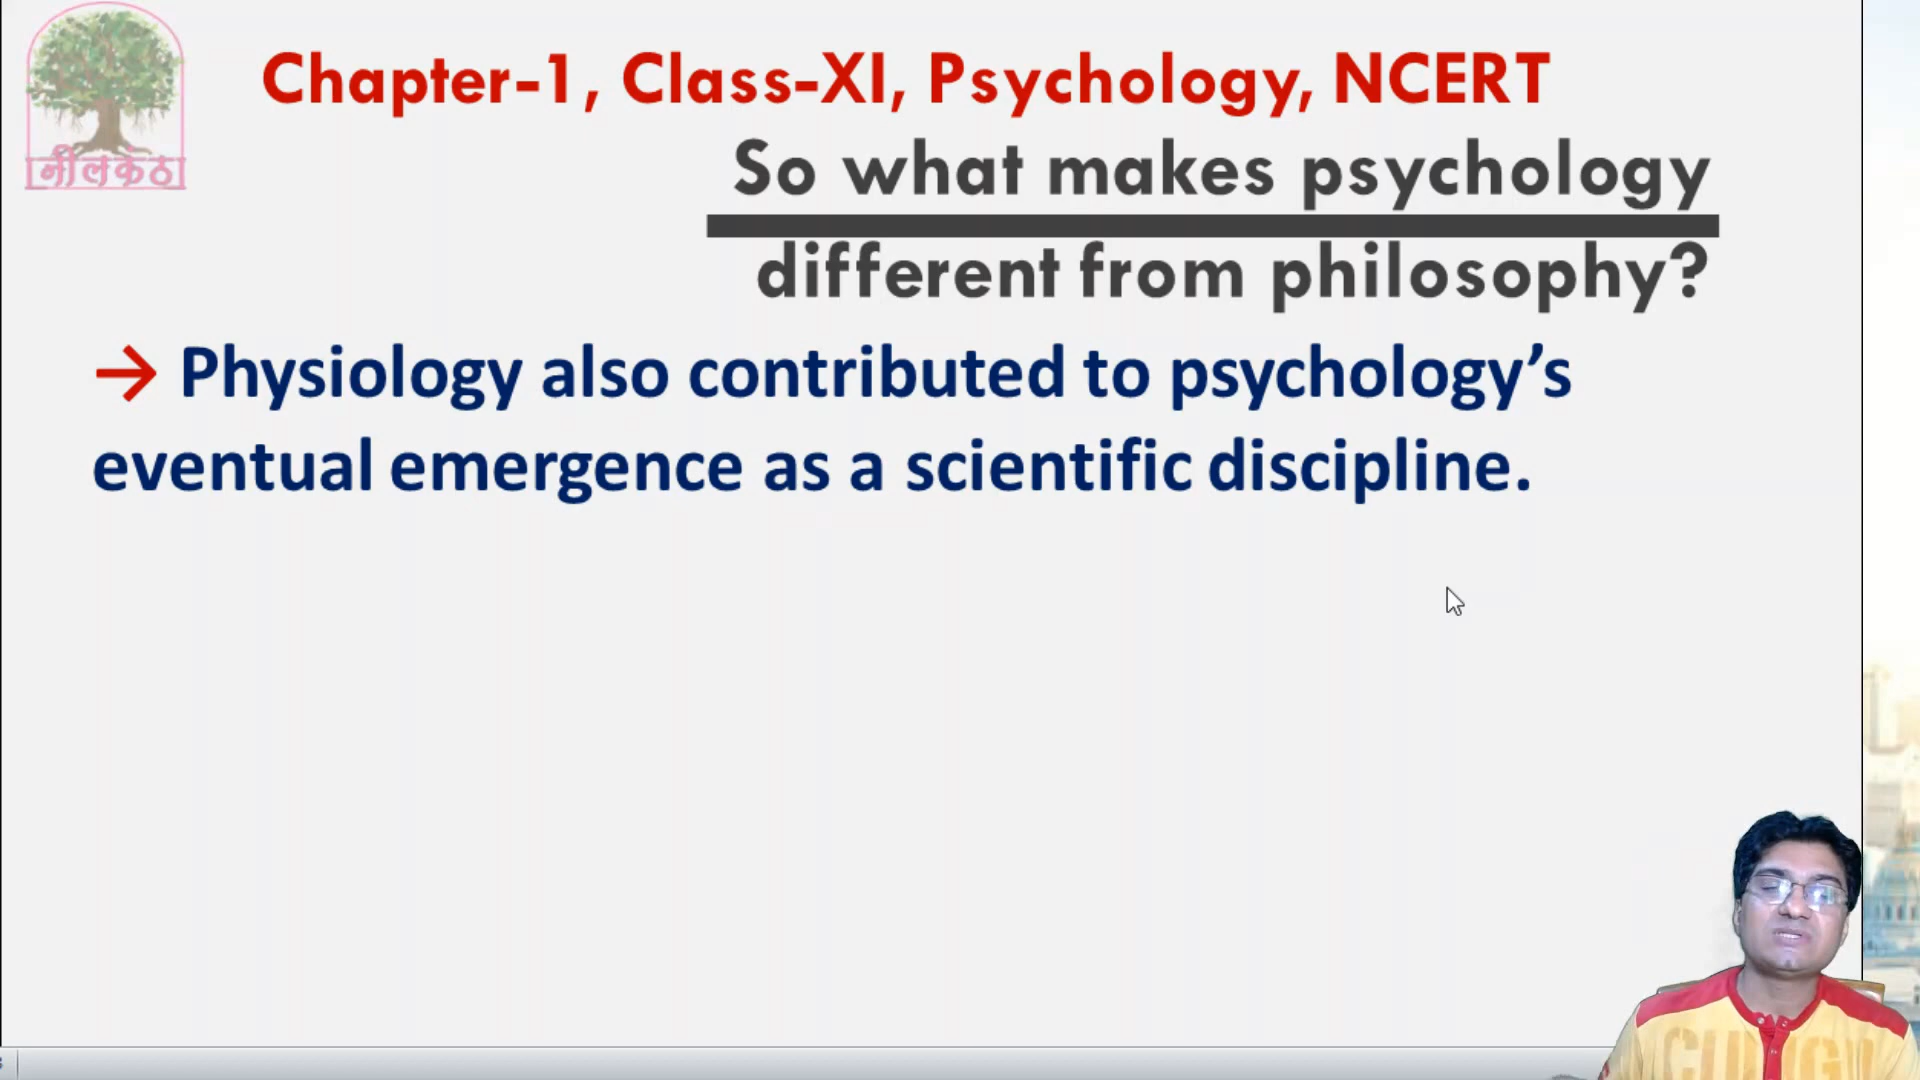 नीलकंठ
Chapter-1, Class-XI, Psychology, NCERT
So what makes psychology
different from philosophy?
→ Physiology also contributed to psychology’s
eventual emergence as a scientific discipline.